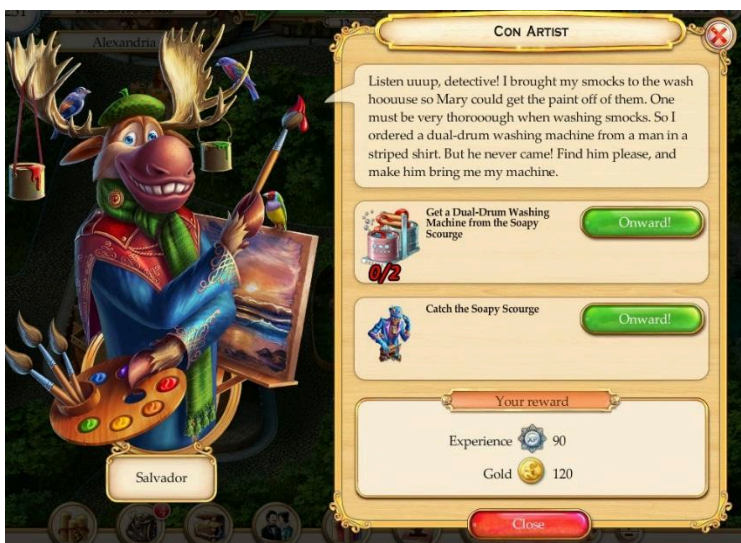 Alexandria
CON ARTIST
Listen uuup, detective! I brought my smocks to the wash
hoouuse so Mary could get the paint off of them. One
must be very thorooough when washing smocks. So I
ordered a dual-drum washing machine from a man in a
striped shirt. But he never came! Find him please, and
make him bring me my machine.
Get a Dual-Drum Washing
Machine from the Soapy
Scourge
Onward!
0/2
Catch the Soapy Scourge
Onward!
Your reward
Experience 90
Gold 120
Salvador
Close